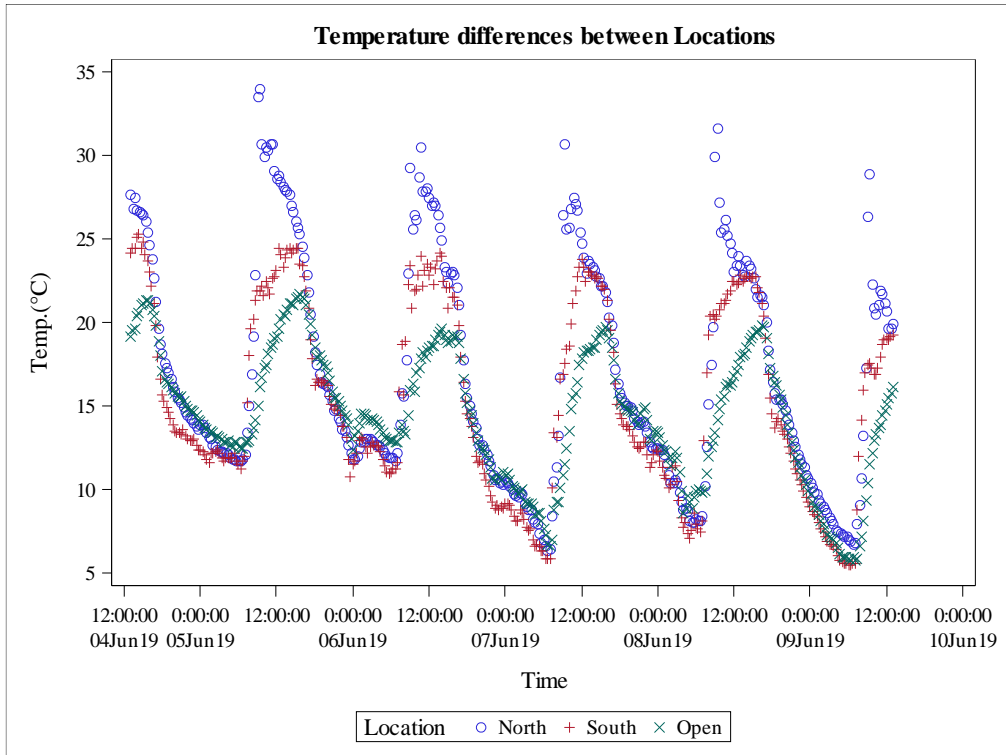 Temperature differences between Locations
35
30
25
20
15
10
5
Temp.(°C)
12:00:00 0:00:00 12:00:00 0:00:00 12:00:00 0:00:00 12:00:00 0:00:00 12:00:00 0:00:00 12:00:00 0:00:00
04Jun19 05Jun19 06Jun19 07Jun19 08Jun19 09Jun19 10Jun19
Time
Location North South Open